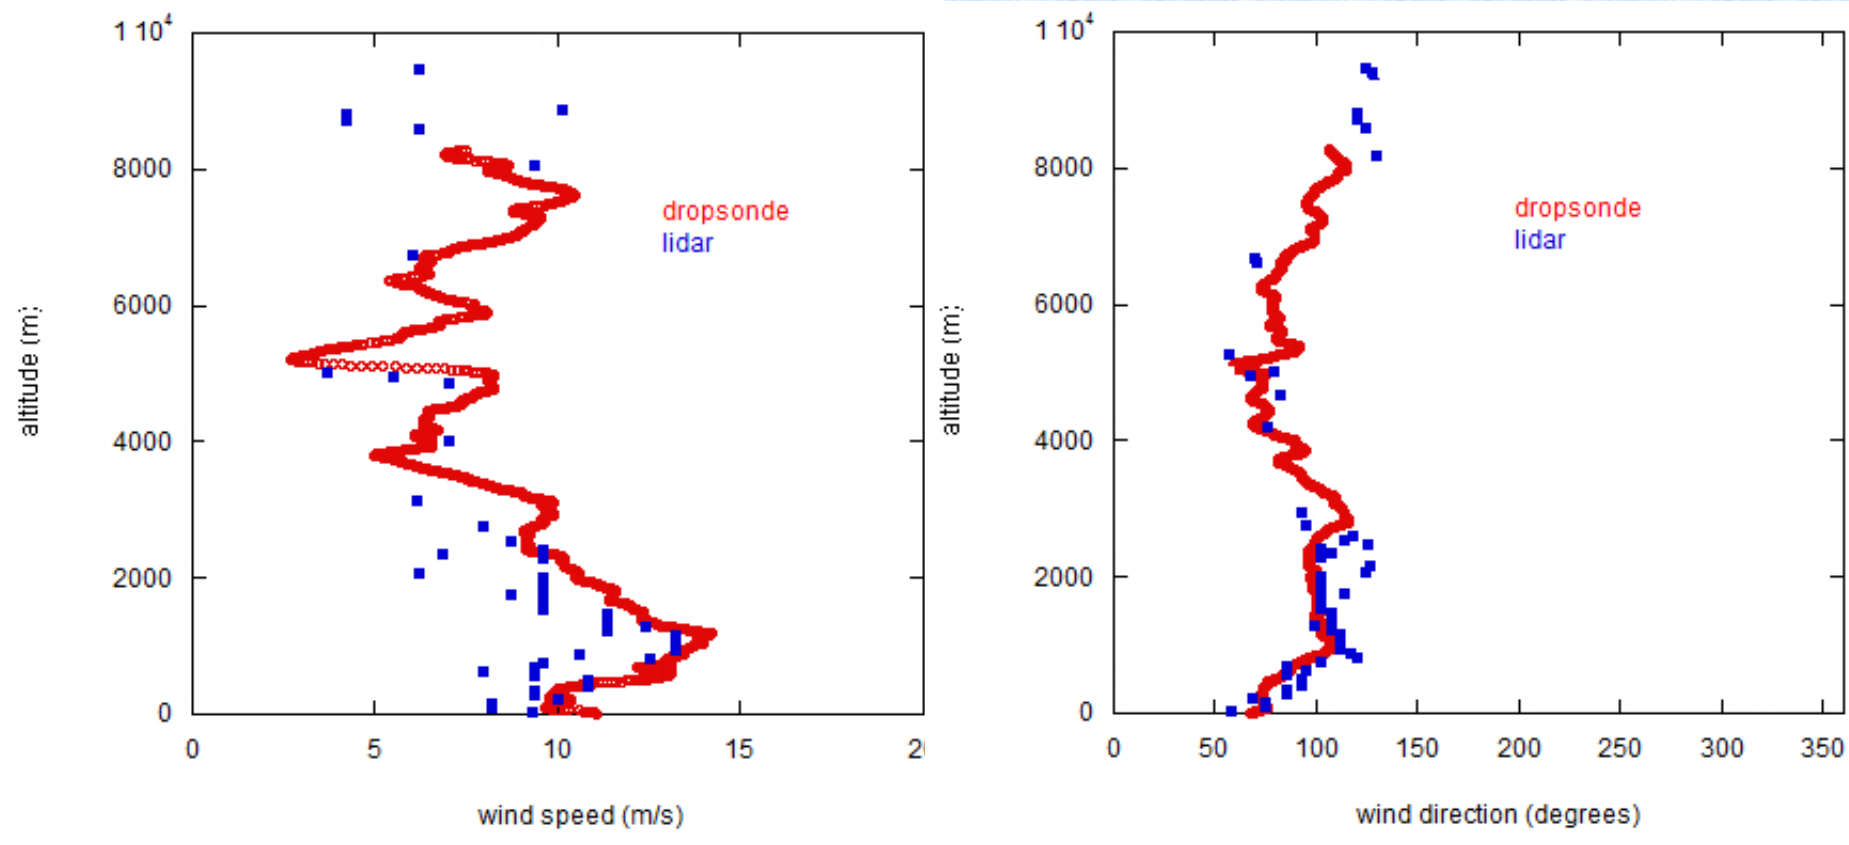 1 10⁴
8000
6000
4000
2000
0
0 5 10 15 2
altitude (m)
wind speed (m/s)
dropsonde
lidar
1 10⁴
8000
6000
4000
2000
0
0 50 100 150 200 250 300 350
altitude (m)
wind direction (degrees)
dropsonde
lidar